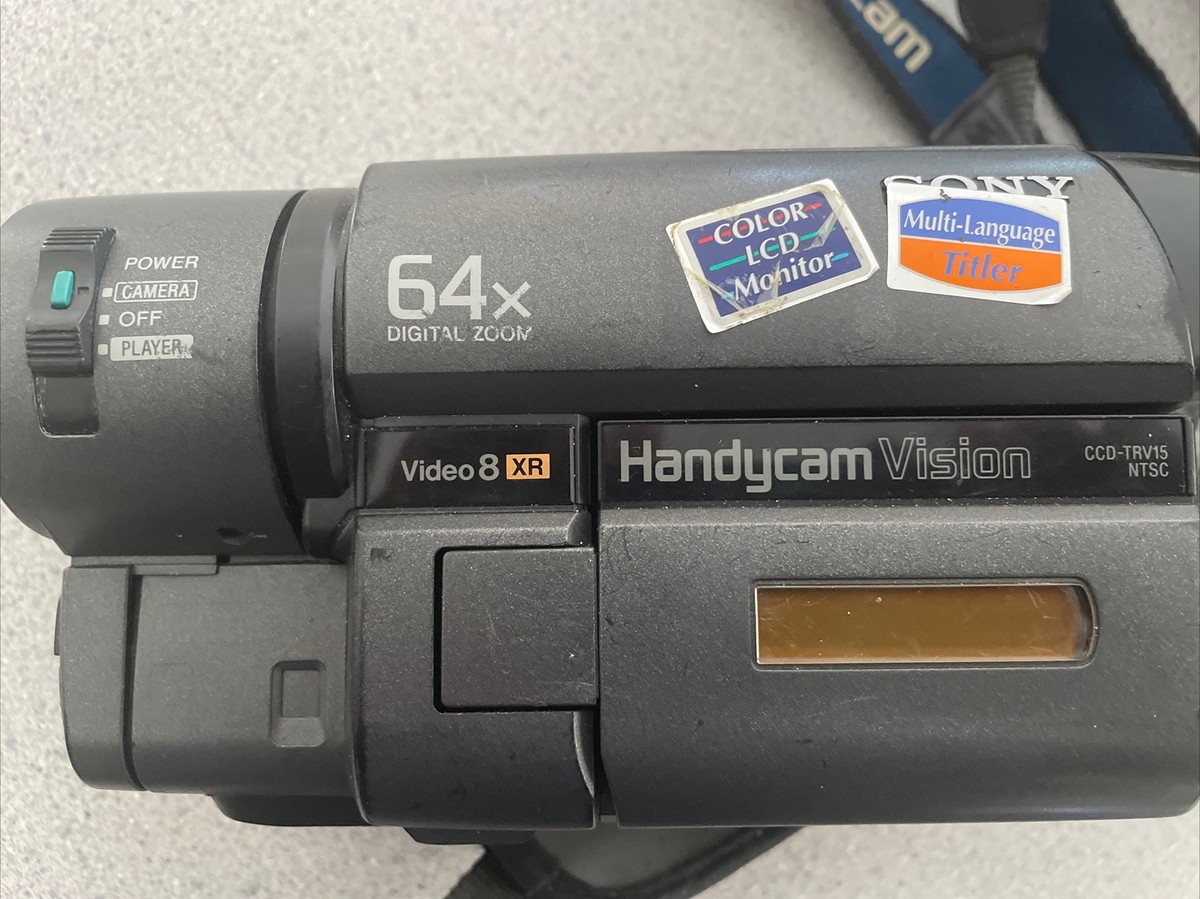 cam
SONY
POWER
CAMERA
OFF
PLAYER
64x
DIGITAL ZOOM
COLOR
LCD
Monitor
Multi-Language
Titler
Video 8 XR
Handycam Vision
CCD-TRV15
NTSC